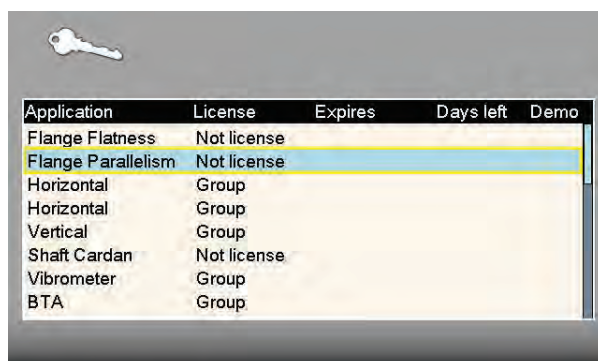 Application License Expires Days left Demo
Flange Flatness Not license
Flange Parallelism Not license
Horizontal Group
Horizontal Group
Vertical Group
Shaft Cardan Not license
Vibrometer Group
BTA Group